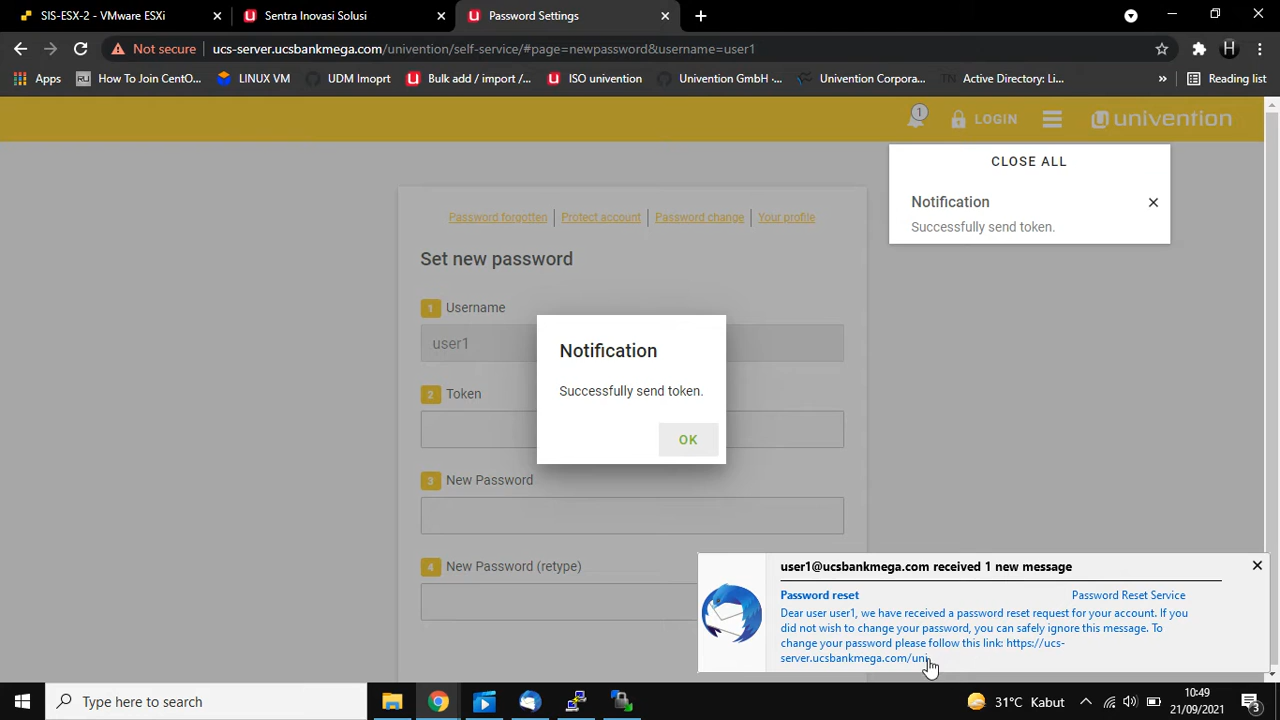 SIS-ESX-2 - VMware ESXi
Sentra Inovasi Solusi
Password Settings
Not secure
ucs-server.ucsbankmega.com/univention/self-service/#page=newpassword&username=user1
Apps
How To Join CentO...
LINUX VM
UDM Imoprt
Bulk add / import /...
ISO univention
Univention GmbH -...
Univention Corpora...
TN
Active Directory: Li...
»
Reading list
1
LOGIN
univention
CLOSE ALL
Notification
Successfully send token.
Password forgotten
Protect account
Password change
Your profile
Set new password
1 Username
user1
2 Token
3 New Password
4 New Password (retype)
Notification
Successfully send token.
OK
user1@ucsbankmega.com received 1 new message
Password reset
Password Reset Service
Dear user user1, we have received a password reset request for your account. If you
did not wish to change your password, you can safely ignore this message. To
change your password please follow this link: https://ucs-
server.ucsbankmega.com/uni
Type here to search
31°C Kabut
10:49
21/09/2021
3